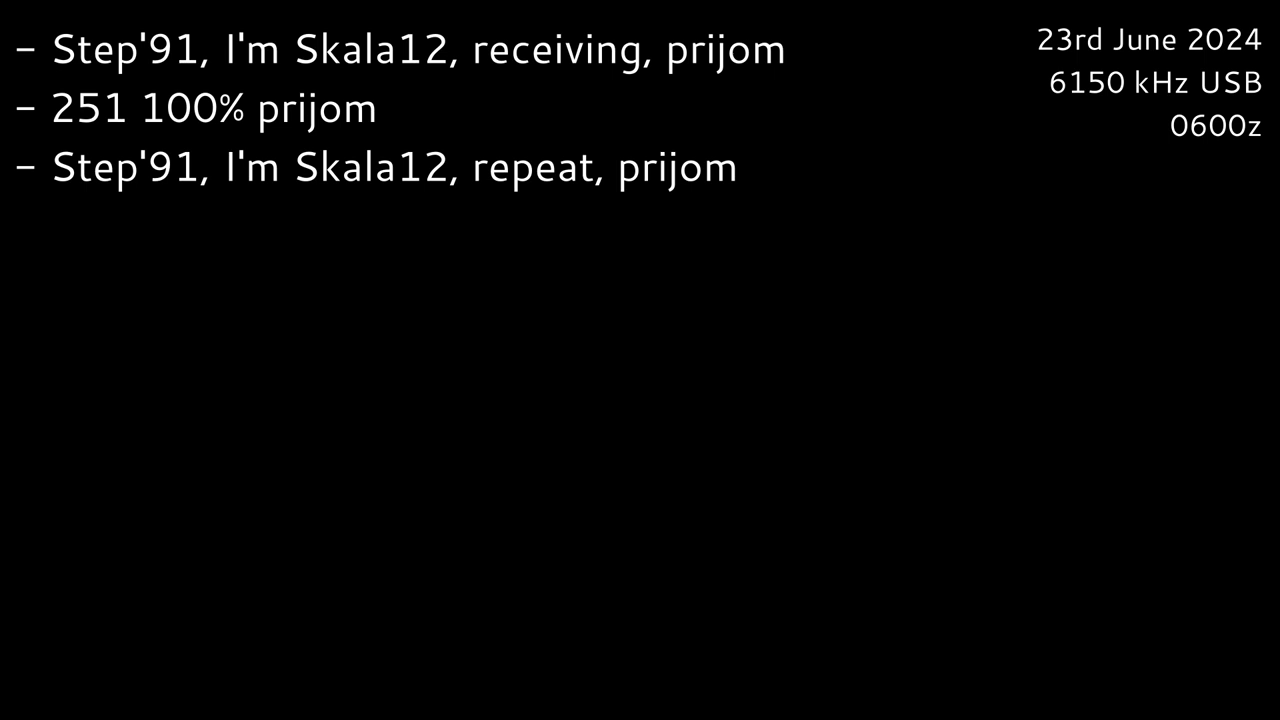 - Step'91, I'm Skala12, receiving, prijom
- 251 100% prijom
- Step'91, I'm Skala12, repeat, prijom
23rd June 2024
6150 kHz USB
0600z